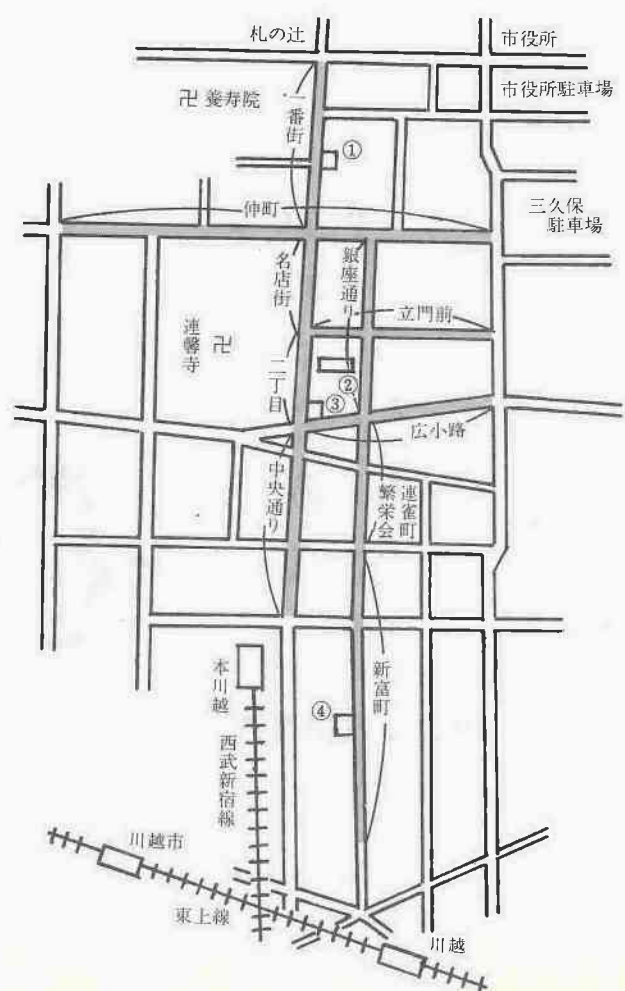 札の辻
市役所
市役所駐車場
卍 養寿院
一番街
①
三久保
駐車場
仲町
名店街
銀座通り
立門前
連馨寺
卍
二丁目
②
③
広小路
中央通り
連雀町
繁栄会
本川越
西武新宿線
新富町
④
川越市
東上線
川越